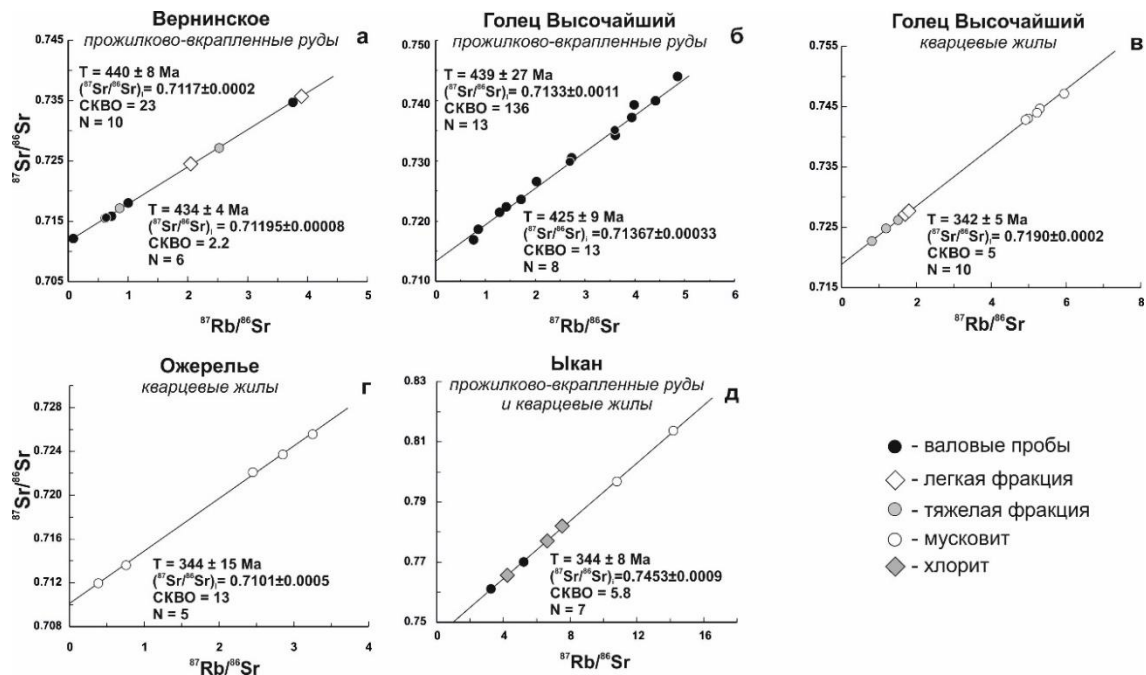 Вернинское
прожилково-вкрапленные руды
а
T = 440 ± 8 Ma
(⁸⁷Sr/⁸⁶Sr)ᵢ= 0.7117±0.0002
СКВО = 23
N = 10
T = 434 ± 4 Ma
(⁸⁷Sr/⁸⁶Sr)ᵢ = 0.71195±0.00008
СКВО = 2.2
N = 6
⁸⁷Sr/⁸⁶Sr
0.745
0.735
0.725
0.715
0.705
0 1 2 3 4 5
⁸⁷Rb/⁸⁶Sr
Голец Высочайший
прожилково-вкрапленные руды
б
T = 439 ± 27 Ma
(⁸⁷Sr/⁸⁶Sr)ᵢ= 0.7133±0.0011
СКВО = 136
N = 13
T = 425 ± 9 Ma
(⁸⁷Sr/⁸⁶Sr)ᵢ = 0.71367±0.00033
СКВО = 13
N = 8
0.750
0.740
0.730
0.720
0.710
0 1 2 3 4 5 6
⁸⁷Rb/⁸⁶Sr
Голец Высочайший
кварцевые жилы
в
T = 342 ± 5 Ma
(⁸⁷Sr/⁸⁶Sr)ᵢ= 0.7190±0.0002
СКВО = 5
N = 10
0.755
0.745
0.735
0.725
0.715
0 2 4 6 8
⁸⁷Rb/⁸⁶Sr
Ожерелье
кварцевые жилы
г
T = 344 ± 15 Ma
(⁸⁷Sr/⁸⁶Sr)ᵢ= 0.7101±0.0005
СКВО = 13
N = 5
⁸⁷Sr/⁸⁶Sr
0.728
0.724
0.720
0.716
0.712
0.708
0 1 2 3 4
⁸⁷Rb/⁸⁶Sr
Ыкан
прожилково-вкрапленные руды
и кварцевые жилы
д
T = 344 ± 8 Ma
(⁸⁷Sr/⁸⁶Sr)ᵢ=0.7453±0.0009
СКВО = 5.8
N = 7
0.83
0.81
0.79
0.77
0.75
0 4 8 12 16
⁸⁷Rb/⁸⁶Sr
- валовые пробы
- легкая фракция
- тяжелая фракция
- мусковит
- хлорит